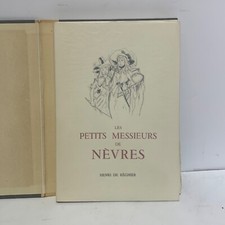 LES
PETITS MESSIEURS
DE
NÈVRES
HENRI DE RÉGNIER